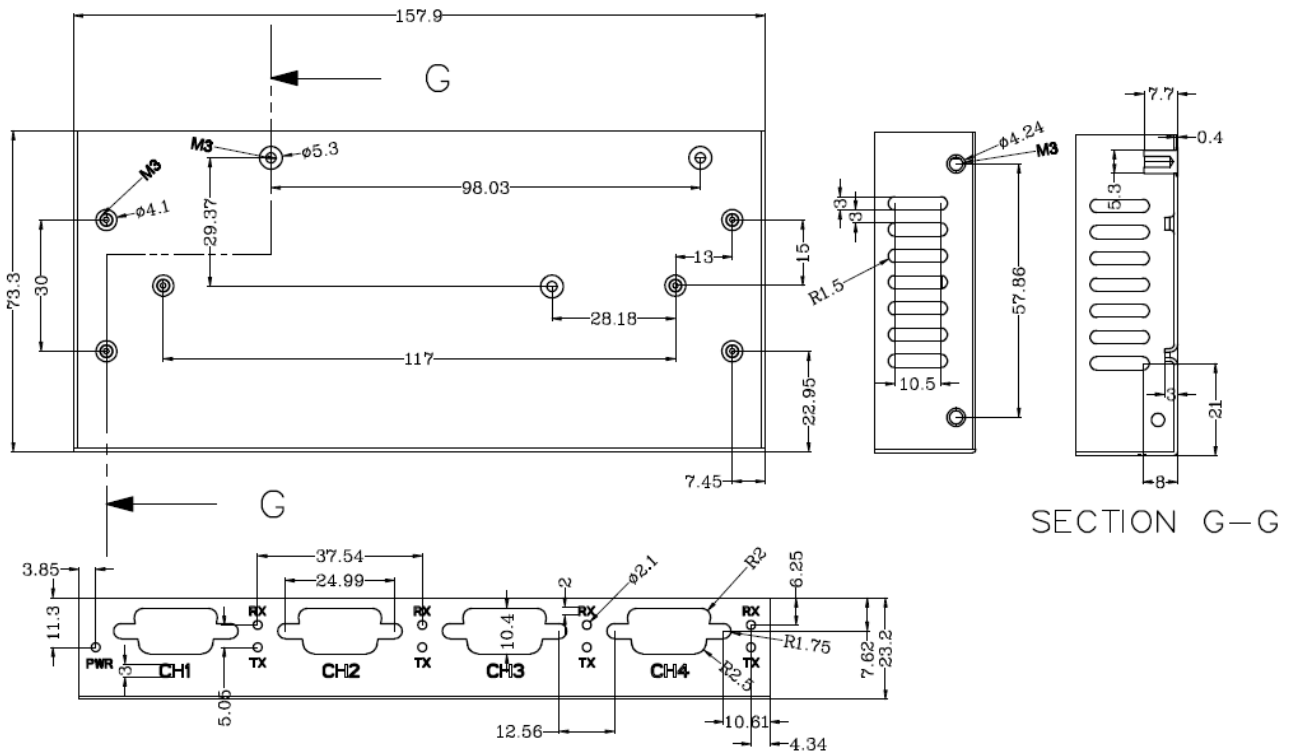 157.9
G
7.7
M3
ø5.3
0.4
ø4.24
M3
M3
98.03
5.3
ø4.1
29.37
3
3
15
13
73.3
30
R1.5
57.86
28.18
117
10.5
22.95
3
21
7.45
8
G
SECTION G-G
3.85
37.54
24.99
2
ø2.1
R2
6.25
11.3
RX
RX
RX
RX
10.4
R1.75
7.62
23.2
PWR
TX
TX
TX
TX
3
CH1
CH2
CH3
CH4
R2.5
5.05
12.56
10.61
4.34